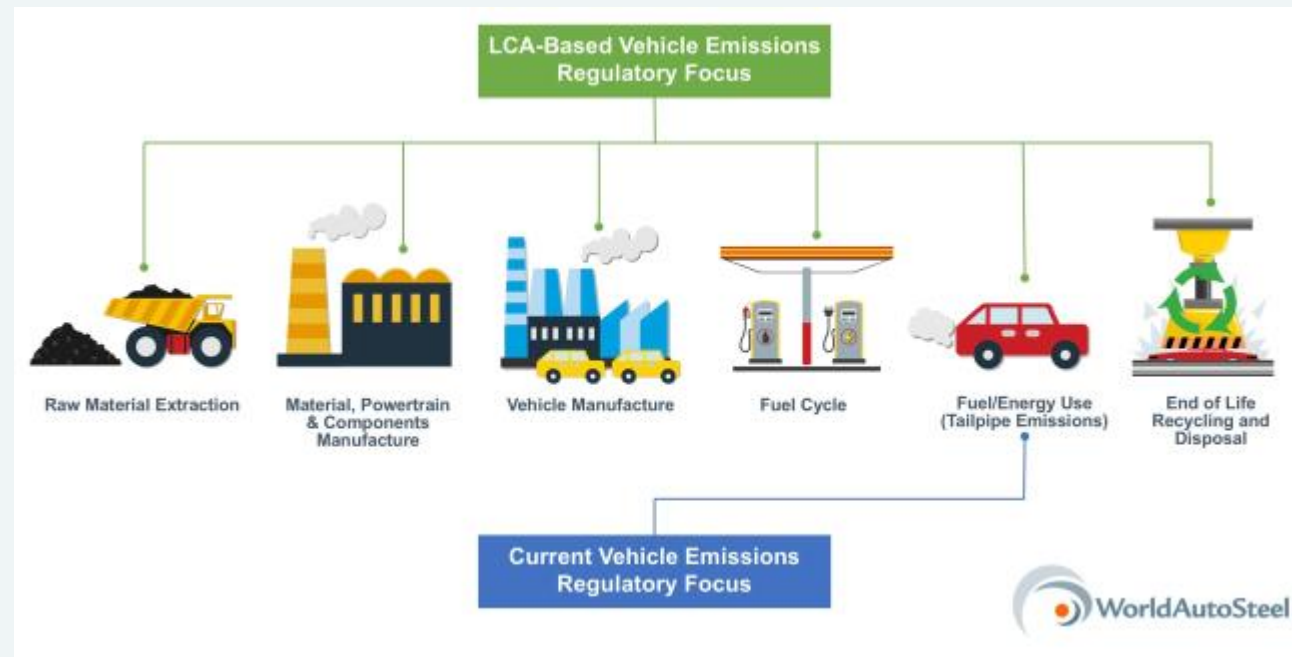 LCA-Based Vehicle Emissions
Regulatory Focus
Raw Material Extraction
Material, Powertrain
& Components
Manufacture
Vehicle Manufacture
Fuel Cycle
Fuel/Energy Use
(Tailpipe Emissions)
End of Life
Recycling and
Disposal
Current Vehicle Emissions
Regulatory Focus
WorldAutoSteel